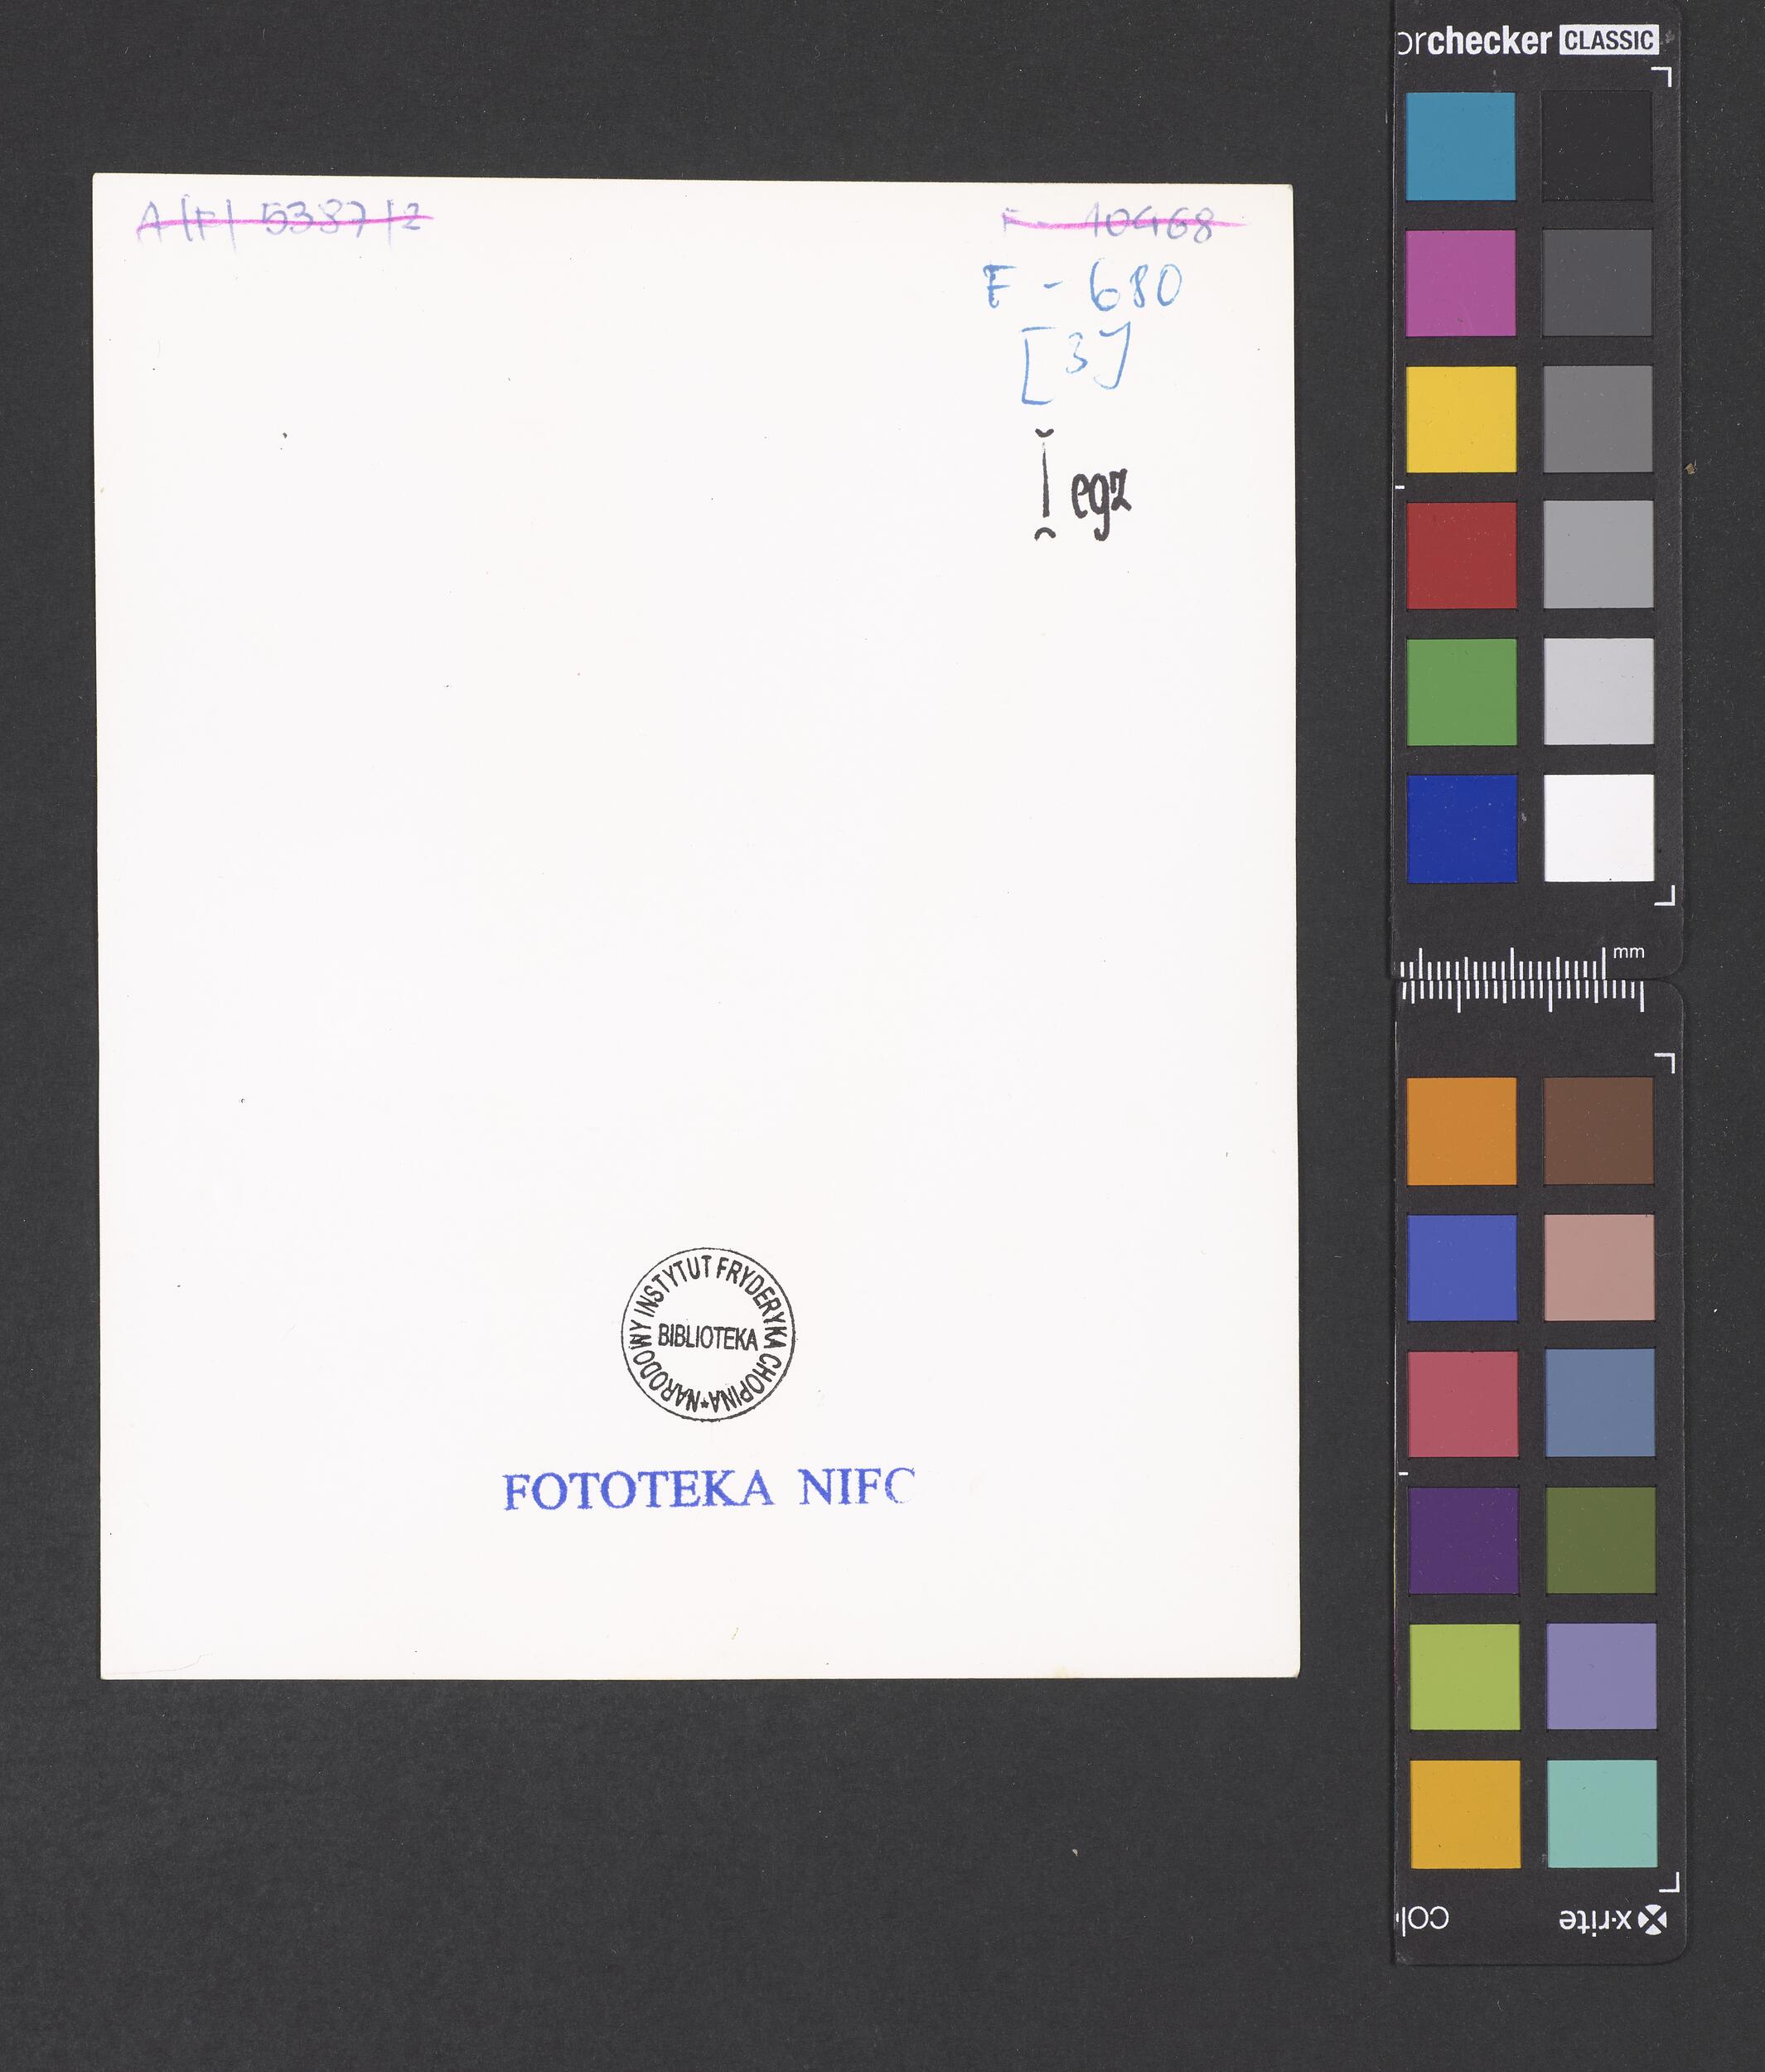 A [F] 5387/2
F - 10468
F - 680
[3]
I egz
NARODOWY INSTYTUT FRYDERYKA CHOPINA
BIBLIOTEKA
FOTOTEKA NIFC
orchecker CLASSIC
mm
x-rite
col